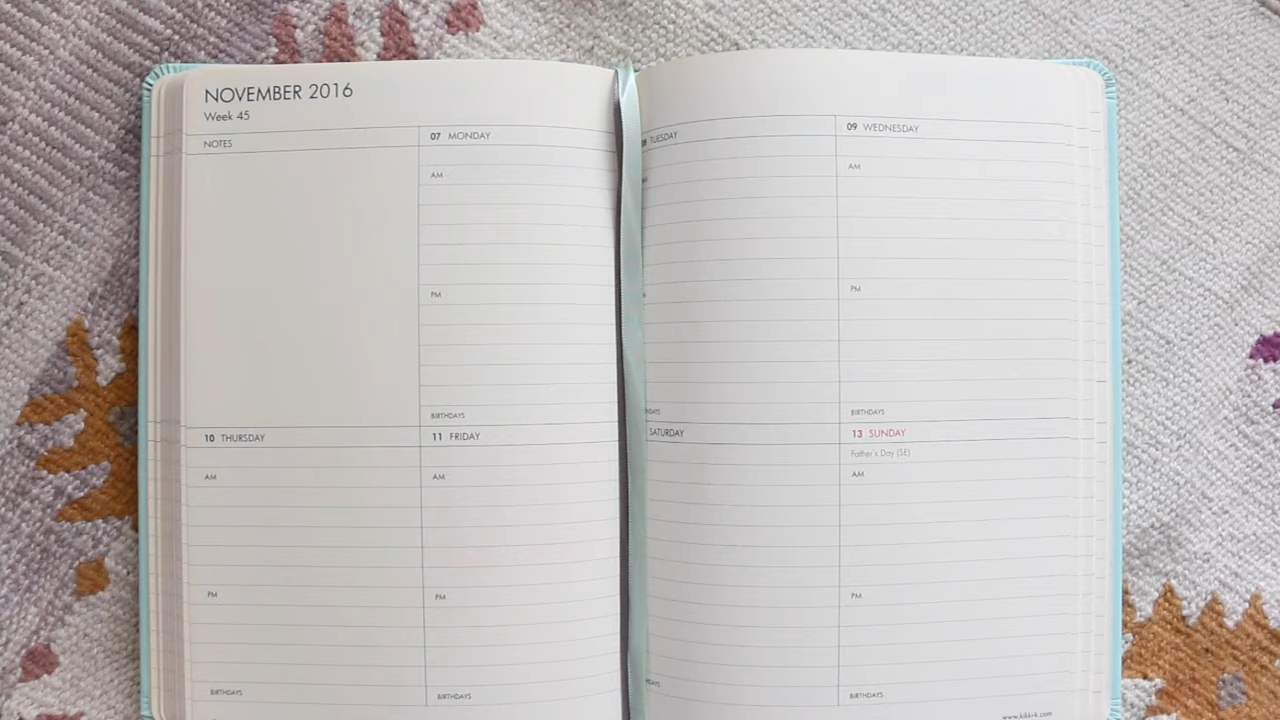 NOVEMBER 2016
Week 45
NOTES
07 MONDAY
AM
PM
BIRTHDAYS
10 THURSDAY
AM
PM
BIRTHDAYS
11 FRIDAY
AM
PM
BIRTHDAYS
TUESDAY
09 WEDNESDAY
AM
PM
BIRTHDAYS
SATURDAY
13 SUNDAY
Father's Day (SE)
AM
PM
BIRTHDAYS
www.kikki-k.com